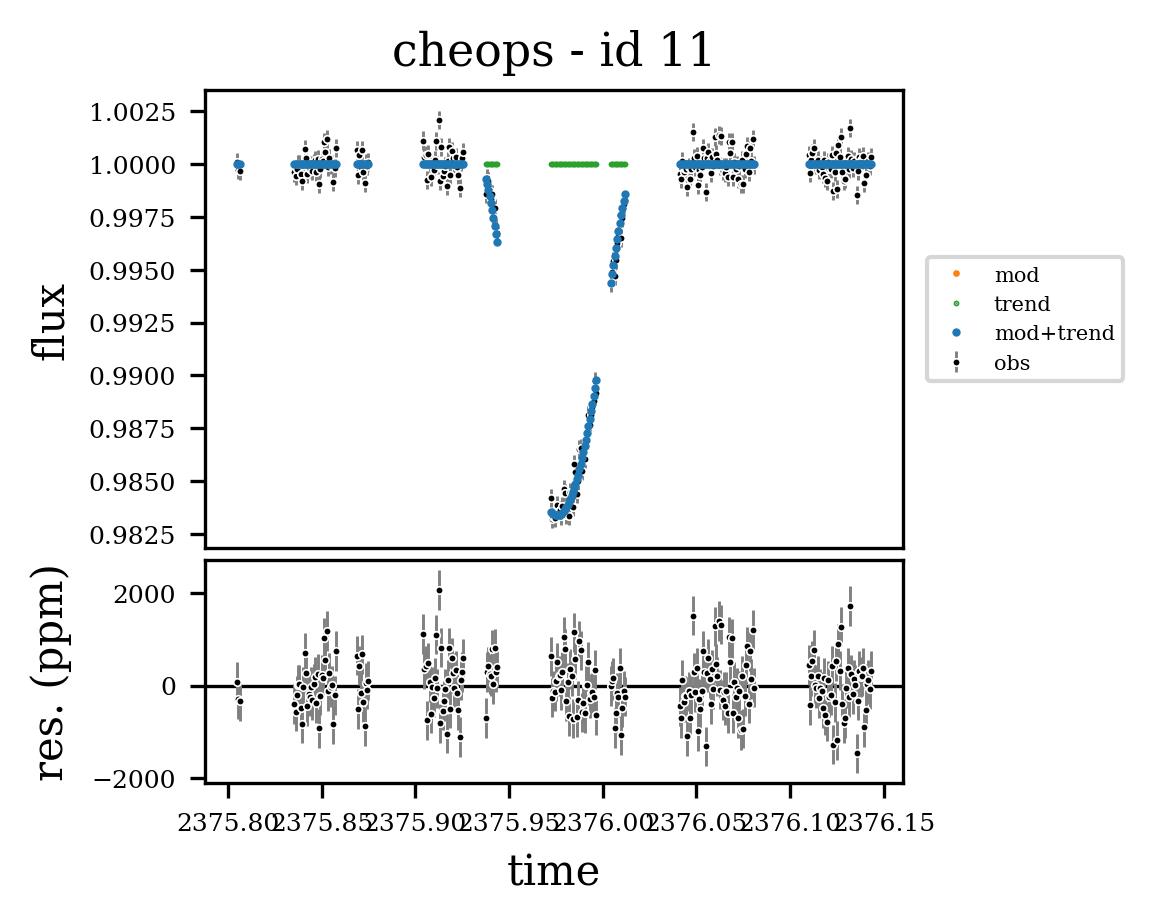 cheops - id 11
1.0025
1.0000
0.9975
0.9950
0.9925
0.9900
0.9875
0.9850
0.9825
flux
mod
trend
mod+trend
obs
2000
0
−2000
res. (ppm)
2375.80 2375.85 2375.90 2375.95 2376.00 2376.05 2376.10 2376.15
time